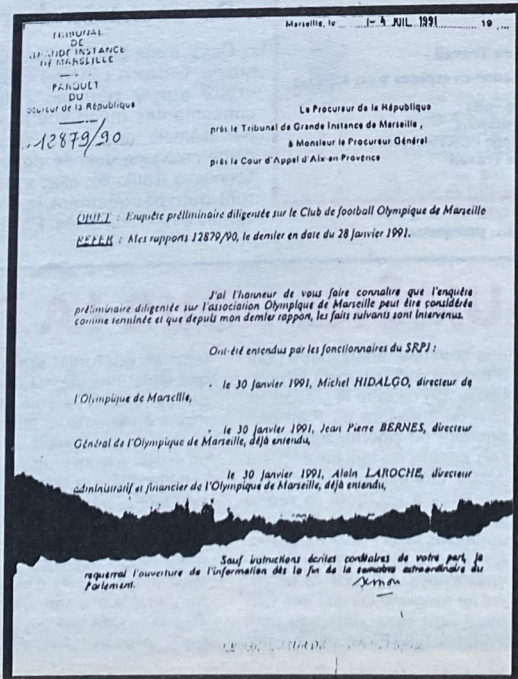 TRIBUNAL
DE
GRANDE INSTANCE
DE MARSEILLE
PARQUET
DU
Procureur de la République
12879/90
Marseille, le 1-4 JUIL. 1991 19
Le Procureur de la République
près le Tribunal de Grande Instance de Marseille,
à Monsieur le Procureur Général
près la Cour d'Appel d'Aix en Provence
OBJET : Enquête préliminaire diligentée sur le Club de football Olympique de Marseille
REFER : Mes rapports 12879/90, le dernier en date du 28 Janvier 1991.
J'ai l'honneur de vous faire connaître que l'enquête
préliminaire diligentée sur l'association Olympique de Marseille peut être considérée
comme terminée et que depuis mon dernier rapport, les faits suivants sont intervenus.
Ont été entendus par les fonctionnaires du SRPJ :
- le 30 Janvier 1991, Michel HIDALGO, directeur de
l'Olympique de Marseille,
- le 30 Janvier 1991, Jean Pierre BERNES, directeur
Général de l'Olympique de Marseille, déjà entendu,
le 30 Janvier 1991, Alain LAROCHE, directeur
administratif et financier de l'Olympique de Marseille, déjà entendu,
Sauf instructions écrites contraires de votre part, je
requerrai l'ouverture de l'information dès la fin de la semaine extraordinaire du
Parlement.